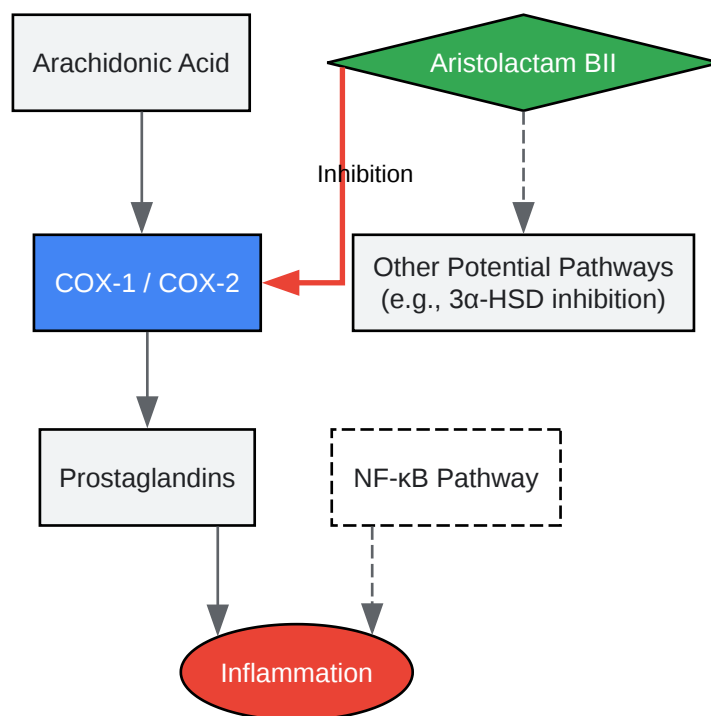 Arachidonic Acid
Aristolactam BII
Inhibition
COX-1 / COX-2
Other Potential Pathways
(e.g., 3α-HSD inhibition)
Prostaglandins
NF-κB Pathway
Inflammation